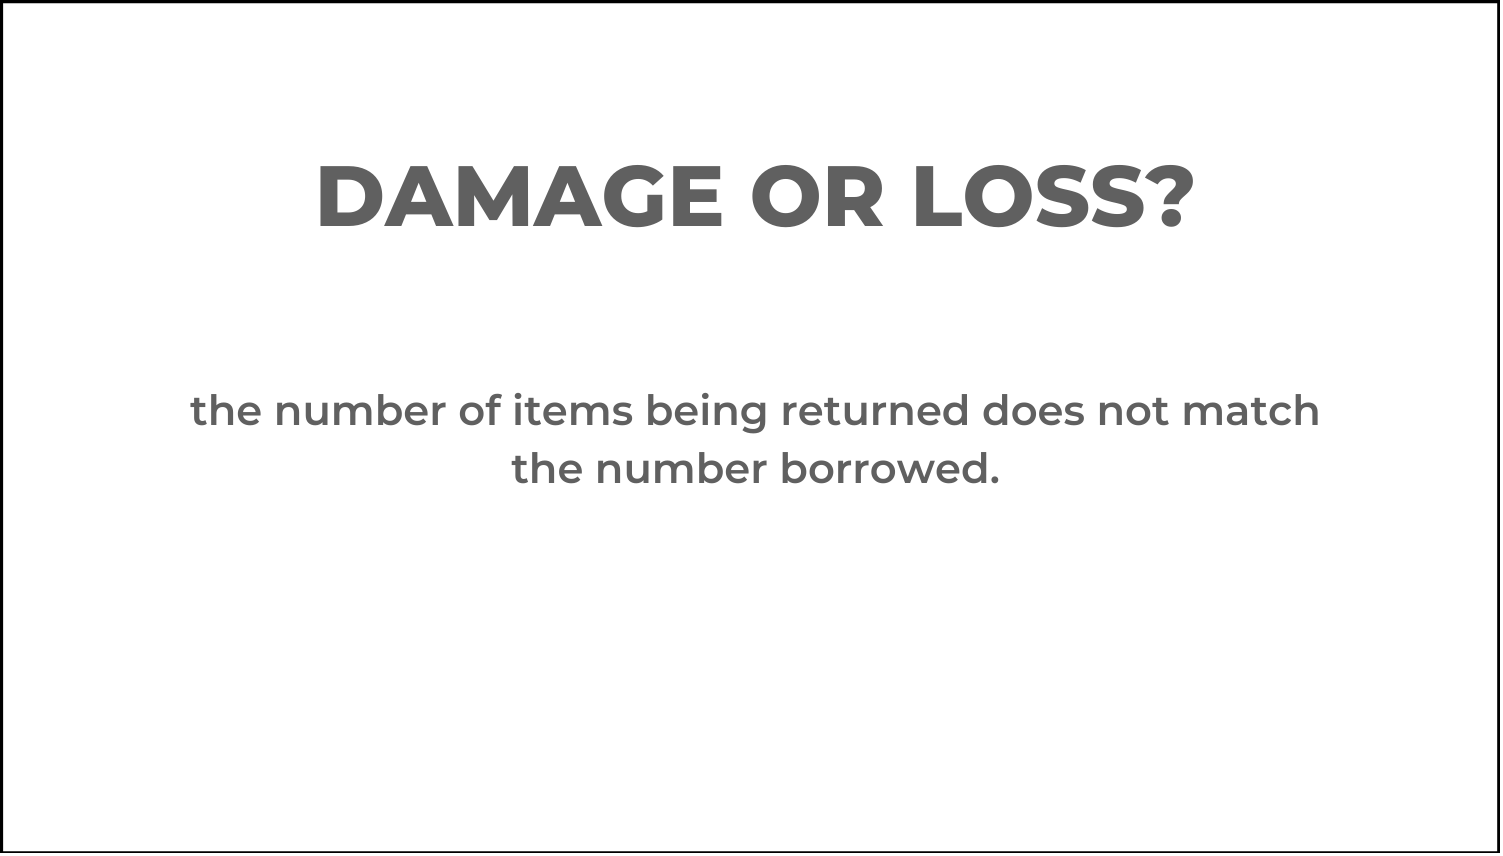 DAMAGE OR LOSS?
the number of items being returned does not match
the number borrowed.